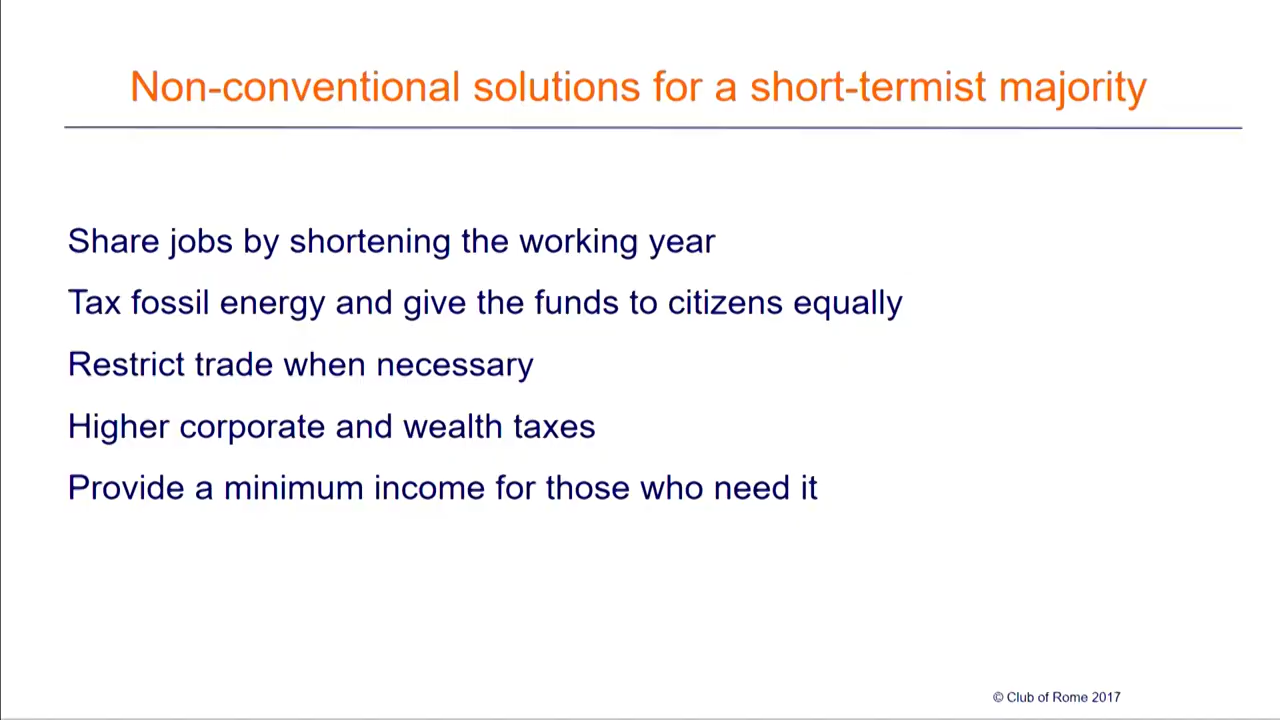 Non-conventional solutions for a short-termist majority
Share jobs by shortening the working year
Tax fossil energy and give the funds to citizens equally
Restrict trade when necessary
Higher corporate and wealth taxes
Provide a minimum income for those who need it
© Club of Rome 2017